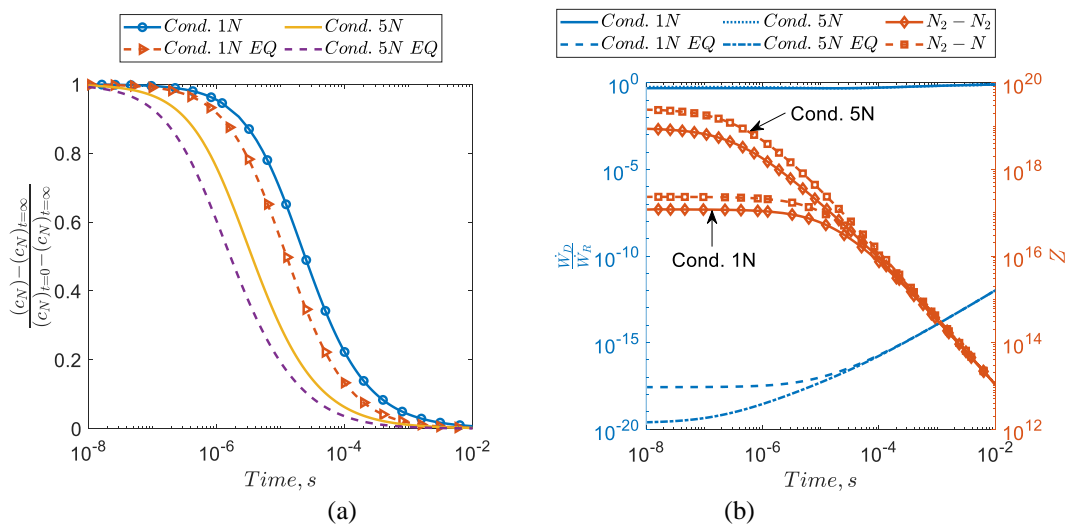 Cond. 1N Cond. 5N
Cond. 1N EQ Cond. 5N EQ
1
0.8
0.6
0.4
0.2
0
(c_N)−(c_N)_{t=∞}
(c_N)_{t=0}−(c_N)_{t=∞}
10^{-8} 10^{-6} 10^{-4} 10^{-2}
Time, s
(a)
Cond. 1N Cond. 5N N_2 − N_2
Cond. 1N EQ Cond. 5N EQ N_2 − N
10^{0}
10^{-5}
10^{-10}
10^{-15}
10^{-20}
Ẇ_D
Ẇ_R
Cond. 5N
Cond. 1N
10^{20}
10^{18}
10^{16}
10^{14}
10^{12}
Z
10^{-8} 10^{-6} 10^{-4} 10^{-2}
Time, s
(b)